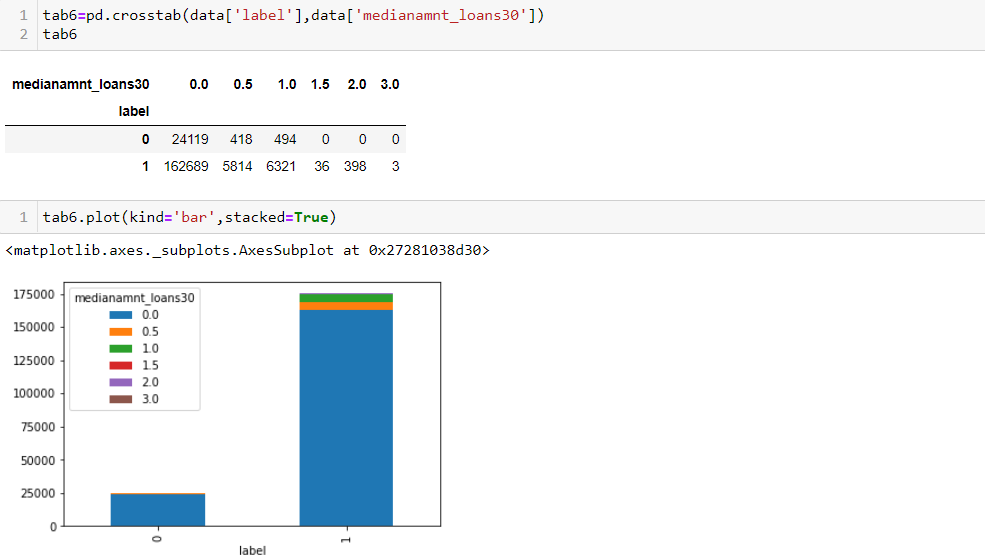 1 tab6=pd.crosstab(data['label'],data['medianamnt_loans30'])
2 tab6
medianamnt_loans30 0.0 0.5 1.0 1.5 2.0 3.0
label
0 24119 418 494 0 0 0
1 162689 5814 6321 36 398 3
1 tab6.plot(kind='bar',stacked=True)
<matplotlib.axes._subplots.AxesSubplot at 0x27281038d30>
medianamnt_loans30
0.0
0.5
1.0
1.5
2.0
3.0
175000
150000
125000
100000
75000
50000
25000
0
0 1
label